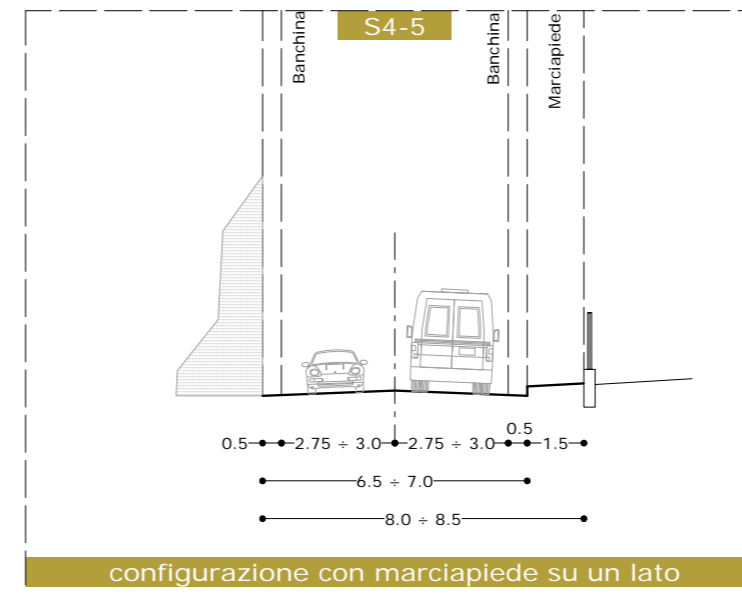 S4-5
Banchina
Banchina
Marciapiede
0.5
0.5 2.75 ÷ 3.0 2.75 ÷ 3.0 1.5
6.5 ÷ 7.0
8.0 ÷ 8.5
configurazione con marciapiede su un lato